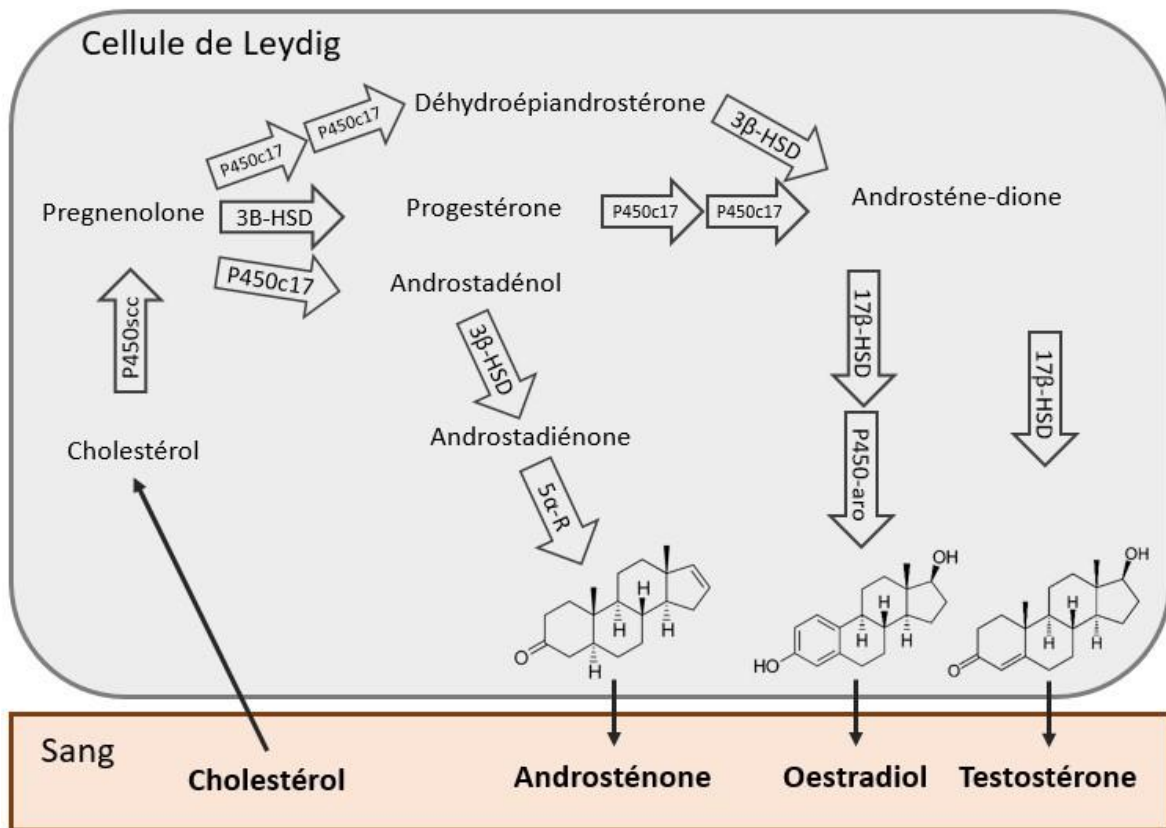 Cellule de Leydig
P450c17
P450c17
Déhydroépiandrostérone
3β-HSD
Pregnenolone
3B-HSD
Progestérone
P450c17
P450c17
Androsténe-dione
P450c17
Androstadénol
P450scc
3β-HSD
17β-HSD
17β-HSD
Cholestérol
Androstadiénone
P450-aro
5α-R
H
H
H
H
O
OH
H
H
H
HO
OH
H
H
H
O
Sang
Cholestérol
Androsténone
Oestradiol
Testostérone